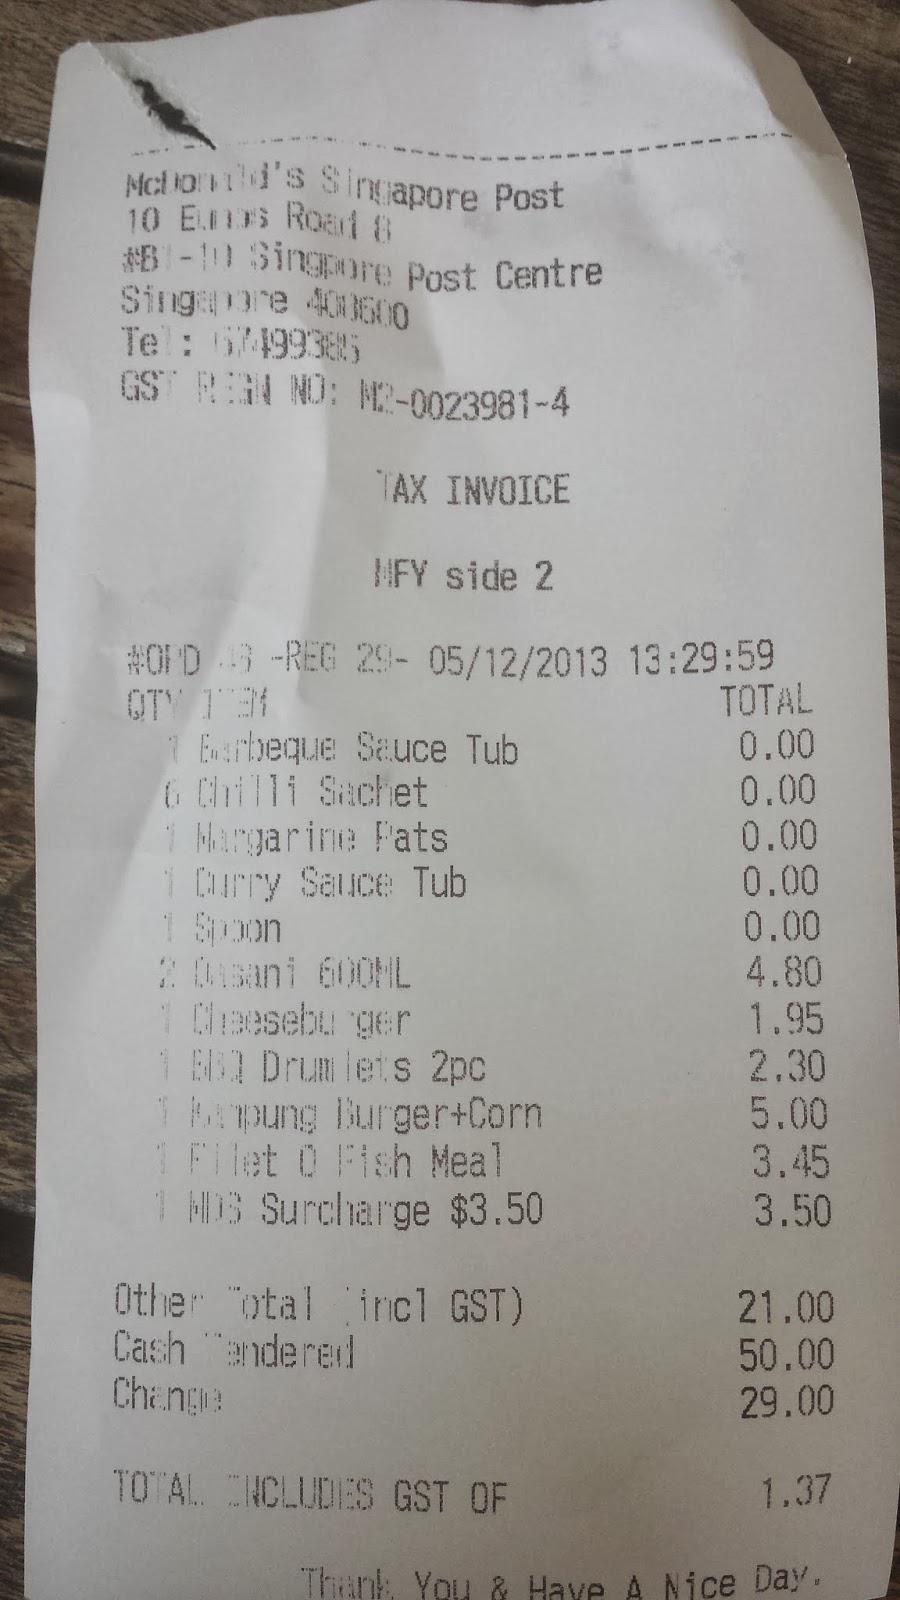 McDonald's Singapore Post
10 Eunos Road 8
#B1-10 Singpore Post Centre
Singapore 408600
Tel: 67499385
GST REGN NO: M2-0023981-4
TAX INVOICE
MFY side 2
#ORD -REG 29- 05/12/2013 13:29:59
QTY ITEM TOTAL
1 Barbeque Sauce Tub 0.00
6 Chilli Sachet 0.00
1 Margarine Pats 0.00
1 Curry Sauce Tub 0.00
1 Spoon 0.00
2 Dasani 600ML 4.80
1 Cheeseburger 1.95
1 BBQ Drumlets 2pc 2.30
1 Kampung Burger+Corn 5.00
1 Filet O Fish Meal 3.45
1 MDS Surcharge $3.50 3.50
Other Total (incl GST) 21.00
Cash Tendered 50.00
Change 29.00
TOTAL INCLUDES GST OF 1.37
Thank You & Have A Nice Day.